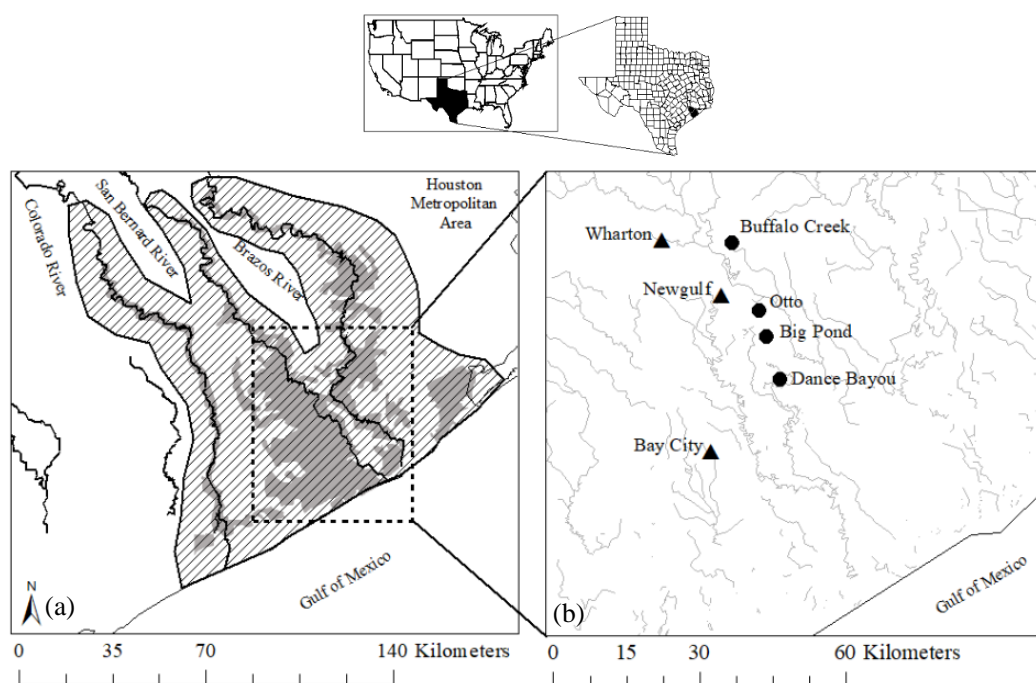 Houston
Metropolitan
Area
San Bernard River
Colorado River
Brazos River
Gulf of Mexico
N
(a)
0 35 70 140 Kilometers
Buffalo Creek
Wharton
Newgulf
Otto
Big Pond
Dance Bayou
Bay City
Gulf of Mexico
(b)
0 15 30 60 Kilometers